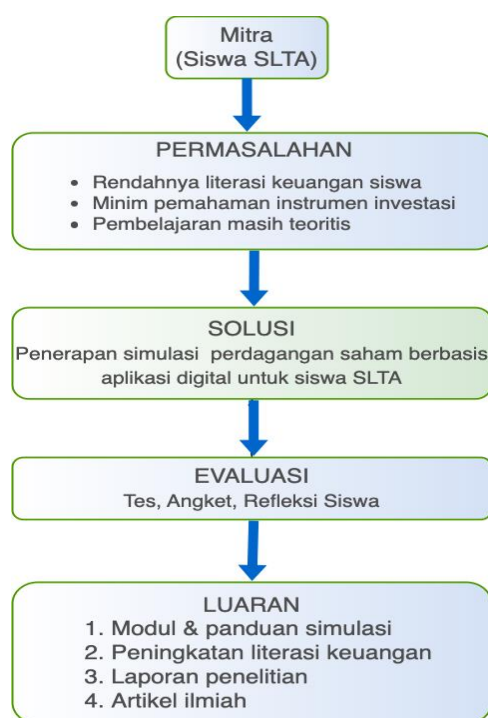 Mitra
(Siswa SLTA)
PERMASALAHAN
• Rendahnya literasi keuangan siswa
• Minim pemahaman instrumen investasi
• Pembelajaran masih teoritis
SOLUSI
Penerapan simulasi perdagangan saham berbasis
aplikasi digital untuk siswa SLTA
EVALUASI
Tes, Angket, Refleksi Siswa
LUARAN
1. Modul & panduan simulasi
2. Peningkatan literasi keuangan
3. Laporan penelitian
4. Artikel ilmiah